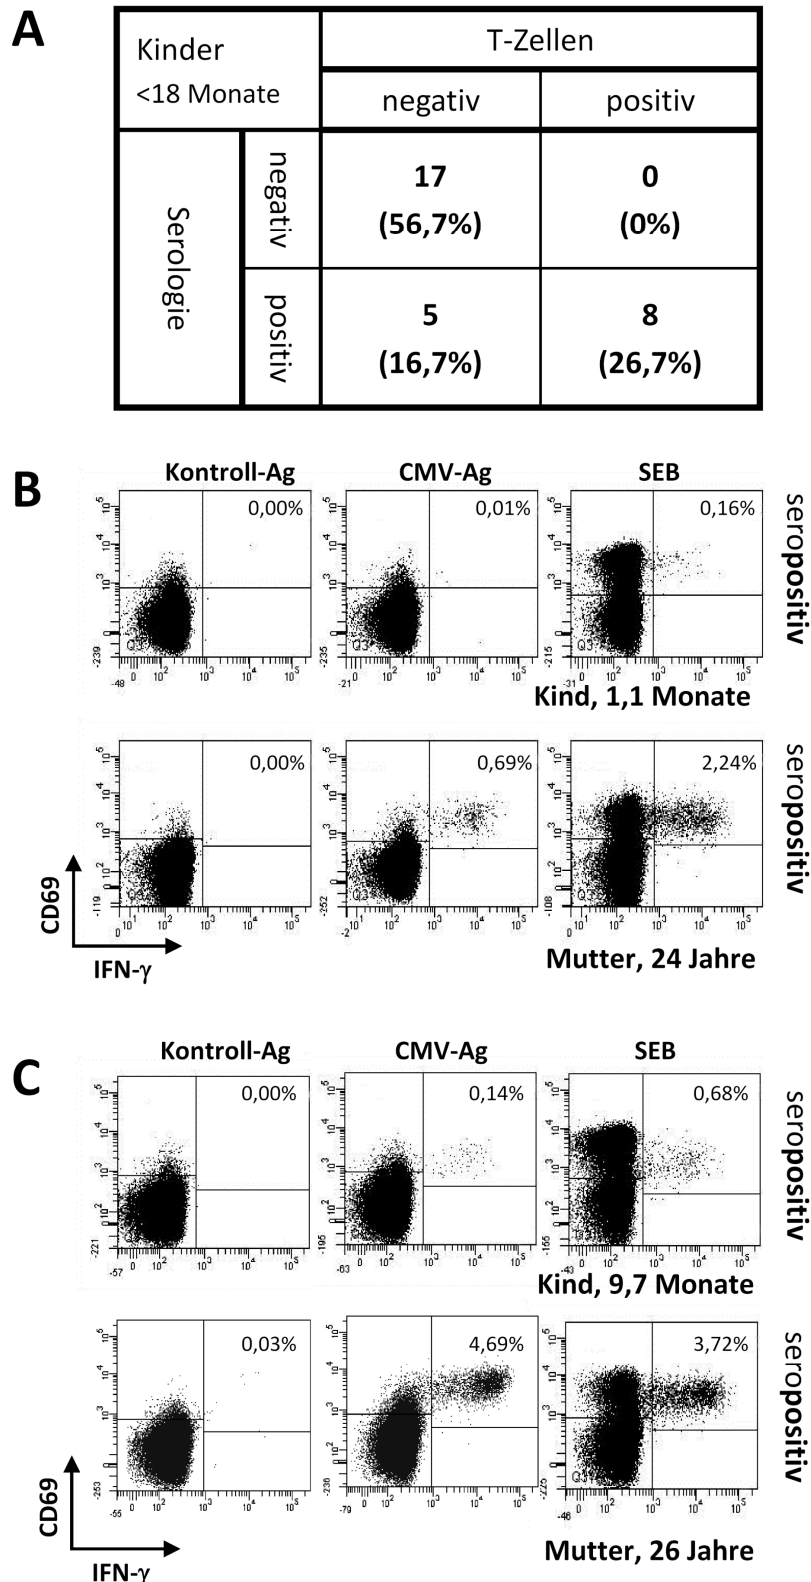 A
Kinder
<18 Monate
T-Zellen
negativ
positiv
Serologie
negativ
17
(56,7%)
0
(0%)
positiv
5
(16,7%)
8
(26,7%)
B
Kontroll-Ag
CMV-Ag
SEB
0,00%
0,01%
0,16%
seropositiv
Kind, 1,1 Monate
0,00%
0,69%
2,24%
seropositiv
CD69
IFN-γ
Mutter, 24 Jahre
C
Kontroll-Ag
CMV-Ag
SEB
0,00%
0,14%
0,68%
seropositiv
Kind, 9,7 Monate
0,03%
4,69%
3,72%
seropositiv
CD69
IFN-γ
Mutter, 26 Jahre